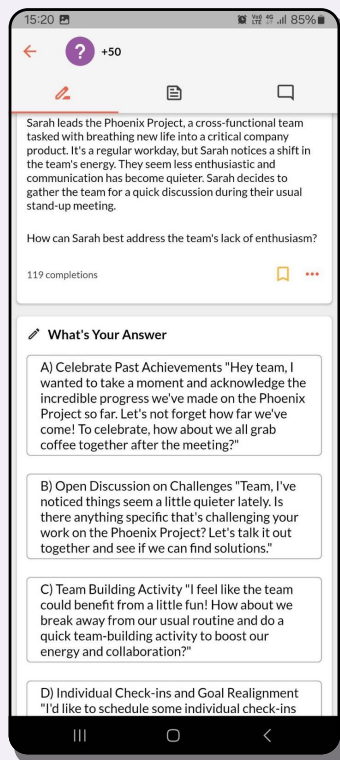 15:20
Vo)) 4G
LTE
85%
?
+50
Sarah leads the Phoenix Project, a cross-functional team
tasked with breathing new life into a critical company
product. It's a regular workday, but Sarah notices a shift in
the team's energy. They seem less enthusiastic and
communication has become quieter. Sarah decides to
gather the team for a quick discussion during their usual
stand-up meeting.
How can Sarah best address the team's lack of enthusiasm?
119 completions
What's Your Answer
A) Celebrate Past Achievements "Hey team, I
wanted to take a moment and acknowledge the
incredible progress we've made on the Phoenix
Project so far. Let's not forget how far we've
come! To celebrate, how about we all grab
coffee together after the meeting?"
B) Open Discussion on Challenges "Team, I've
noticed things seem a little quieter lately. Is
there anything specific that's challenging your
work on the Phoenix Project? Let's talk it out
together and see if we can find solutions."
C) Team Building Activity "I feel like the team
could benefit from a little fun! How about we
break away from our usual routine and do a
quick team-building activity to boost our
energy and collaboration?"
D) Individual Check-ins and Goal Realignment
"I'd like to schedule some individual check-ins